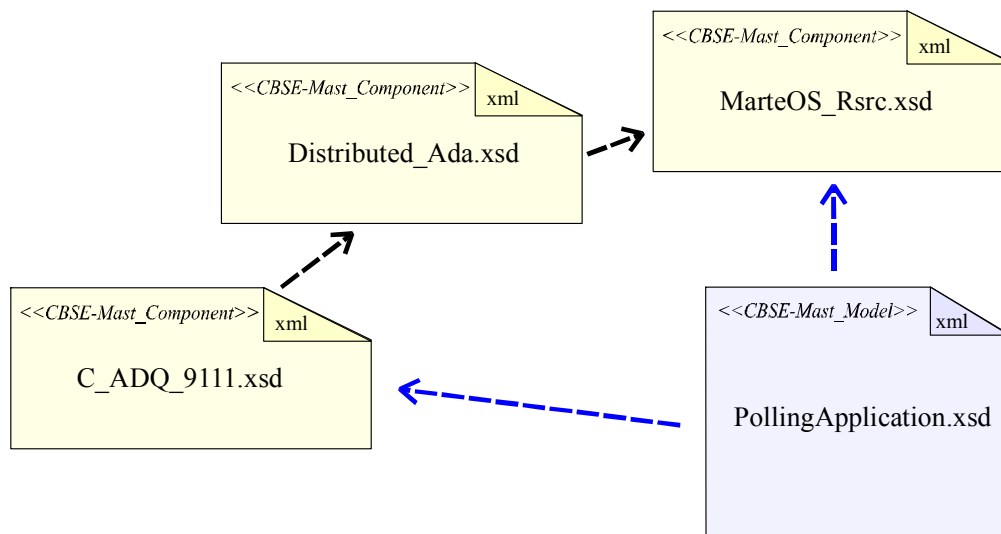 <<CBSE-Mast_Component>>
xml
MarteOS_Rsrc.xsd
<<CBSE-Mast_Component>>
xml
Distributed_Ada.xsd
<<CBSE-Mast_Component>>
xml
C_ADQ_9111.xsd
<<CBSE-Mast_Model>>
xml
PollingApplication.xsd